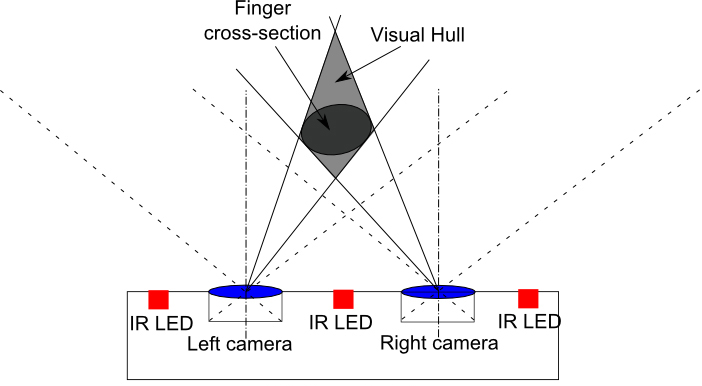 Finger
cross-section
Visual Hull
IR LED
IR LED
IR LED
Left camera
Right camera